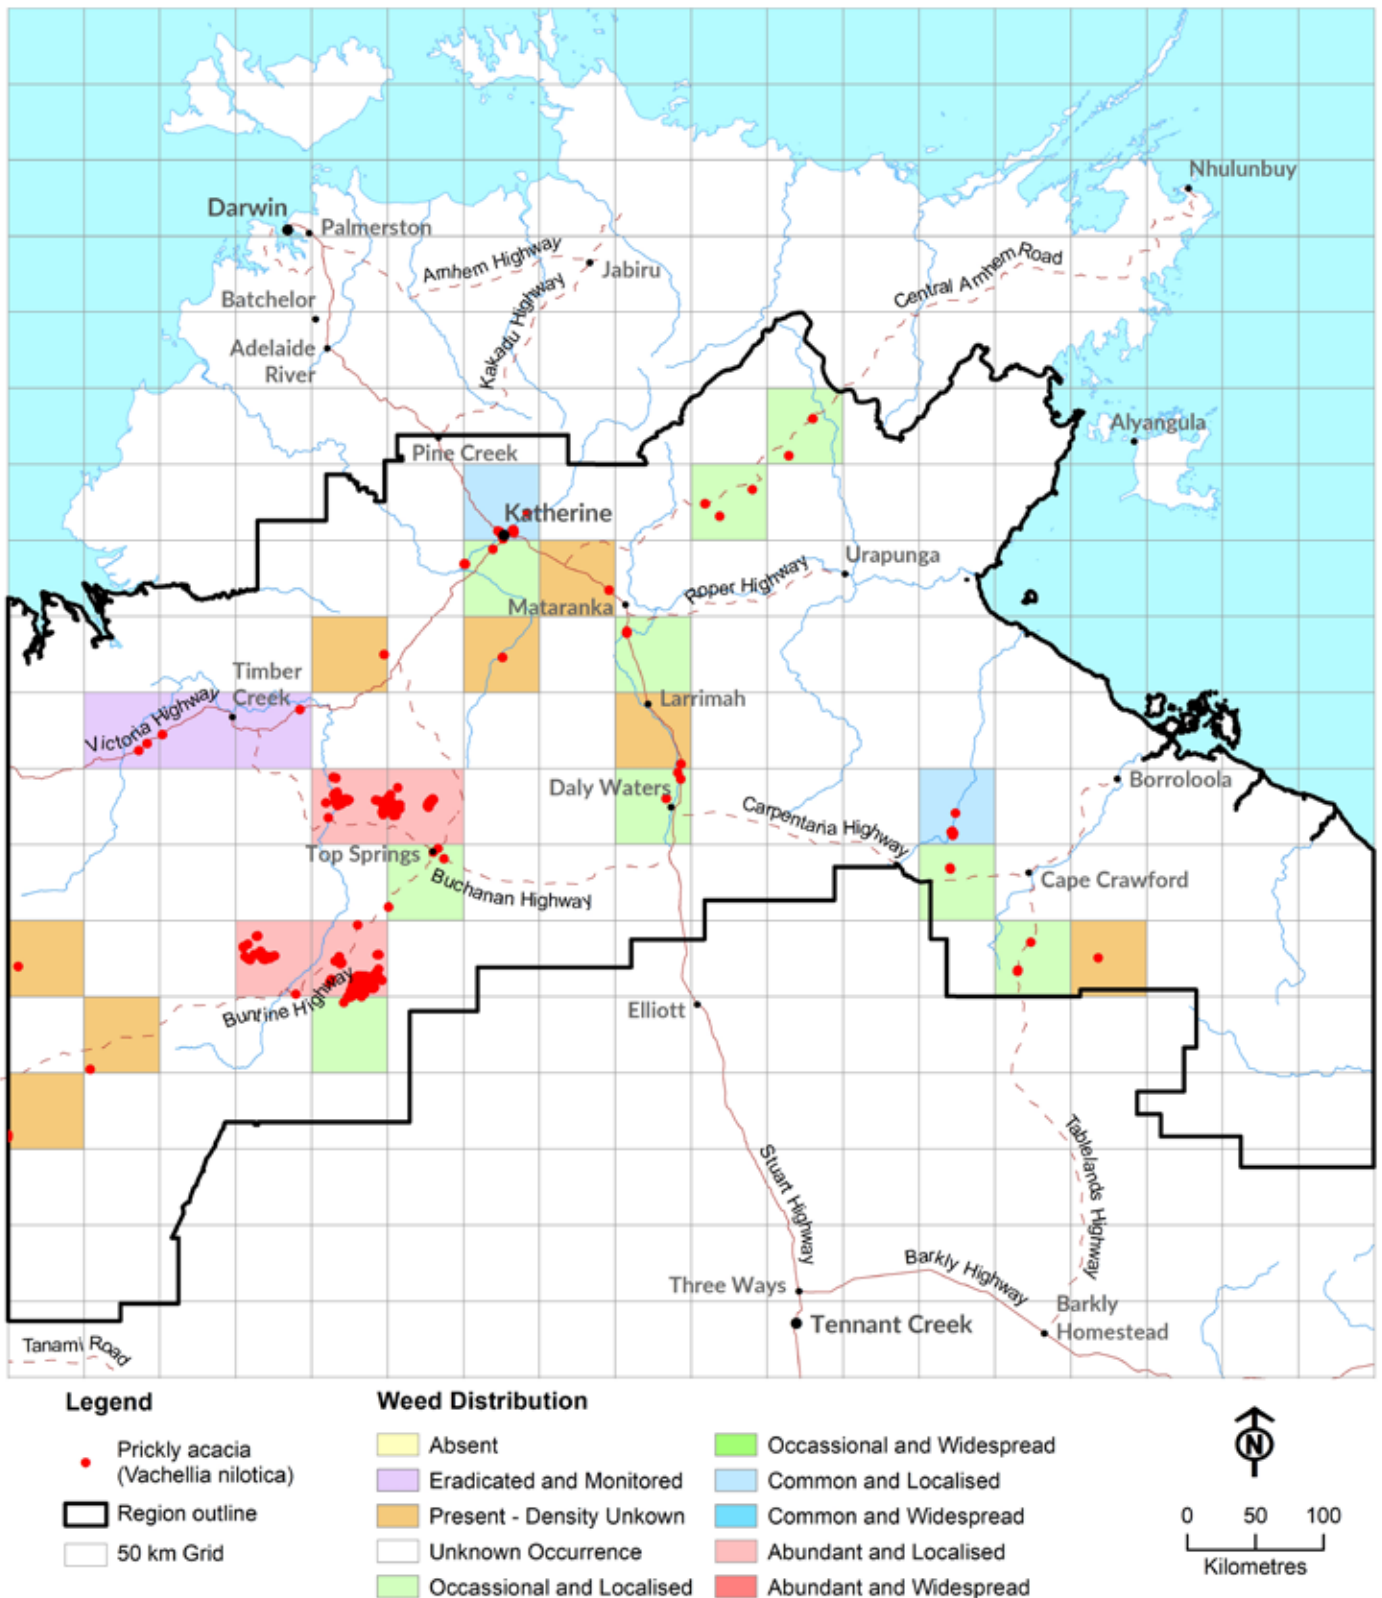 Nhulunbuy
Darwin
Palmerston
Arnhem Highway
Jabiru
Central Arnhem Road
Kakadu Highway
Batchelor
Adelaide
River
Alyangula
Pine Creek
Katherine
Urapunga
Roper Highway
Mataranka
Timber
Creek
Larrimah
Victoria Highway
Borroloola
Daly Waters
Carpentaria Highway
Top Springs
Buchanan Highway
Cape Crawford
Buntine Highway
Elliott
Tablelands Highway
Stuart Highway
Three Ways
Barkly Highway
Barkly
Homestead
Tennant Creek
Tanami Road
Legend
Prickly acacia
(Vachellia nilotica)
Region outline
50 km Grid
Weed Distribution
Absent
Eradicated and Monitored
Present - Density Unkown
Unknown Occurrence
Occassional and Localised
Occassional and Widespread
Common and Localised
Common and Widespread
Abundant and Localised
Abundant and Widespread
N
0 50 100
Kilometres